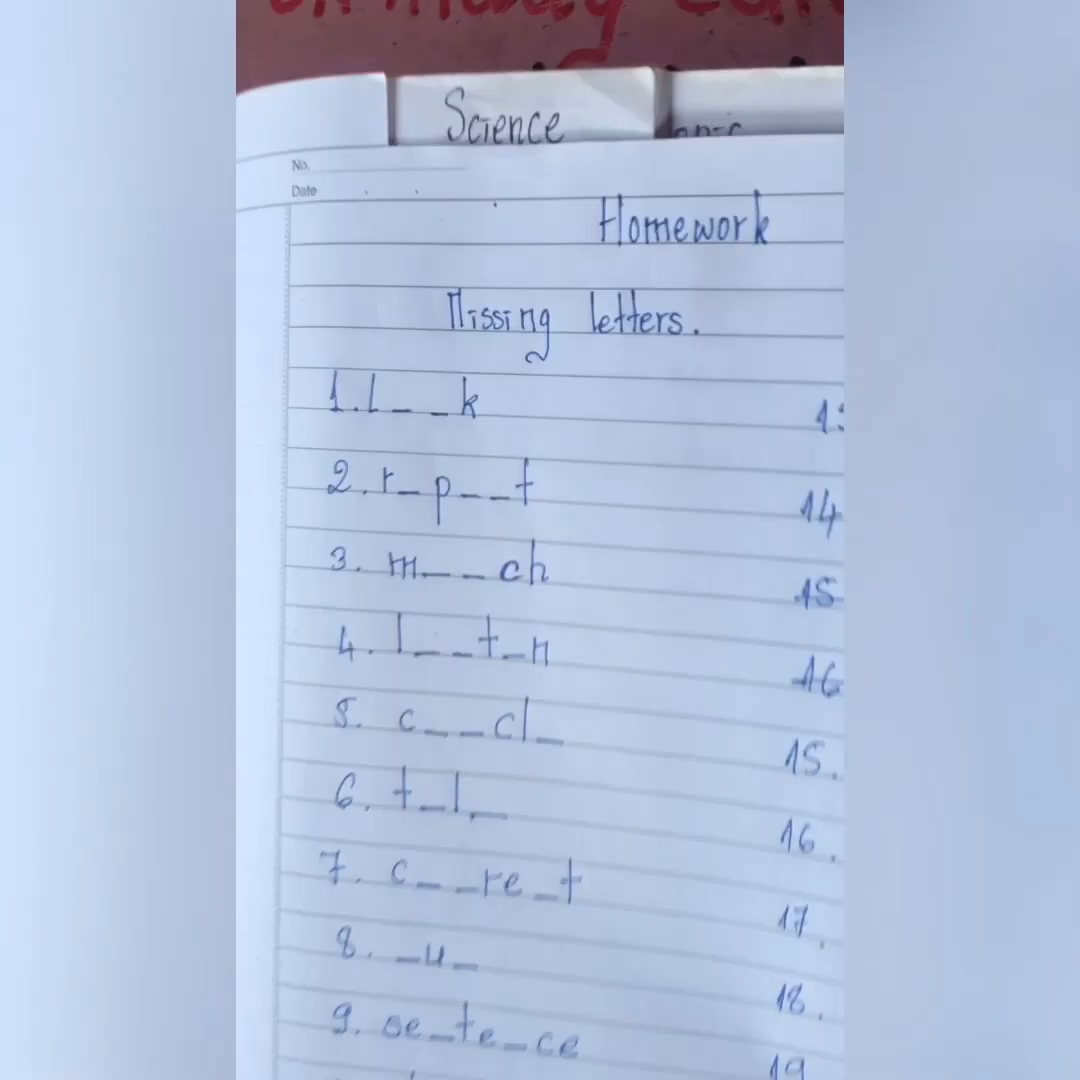 Science
No.
Date
Homework
Missing letters.
1. l _ _ k
2. r _ p _ _ t
3. m _ _ ch
4. l _ _ t _ n
5. c _ _ cl _
6. t _ l _
7. c _ _ re _ t
8. _ u _
9. se _ te _ ce
14
15
16
15.
16.
17.
18.
19